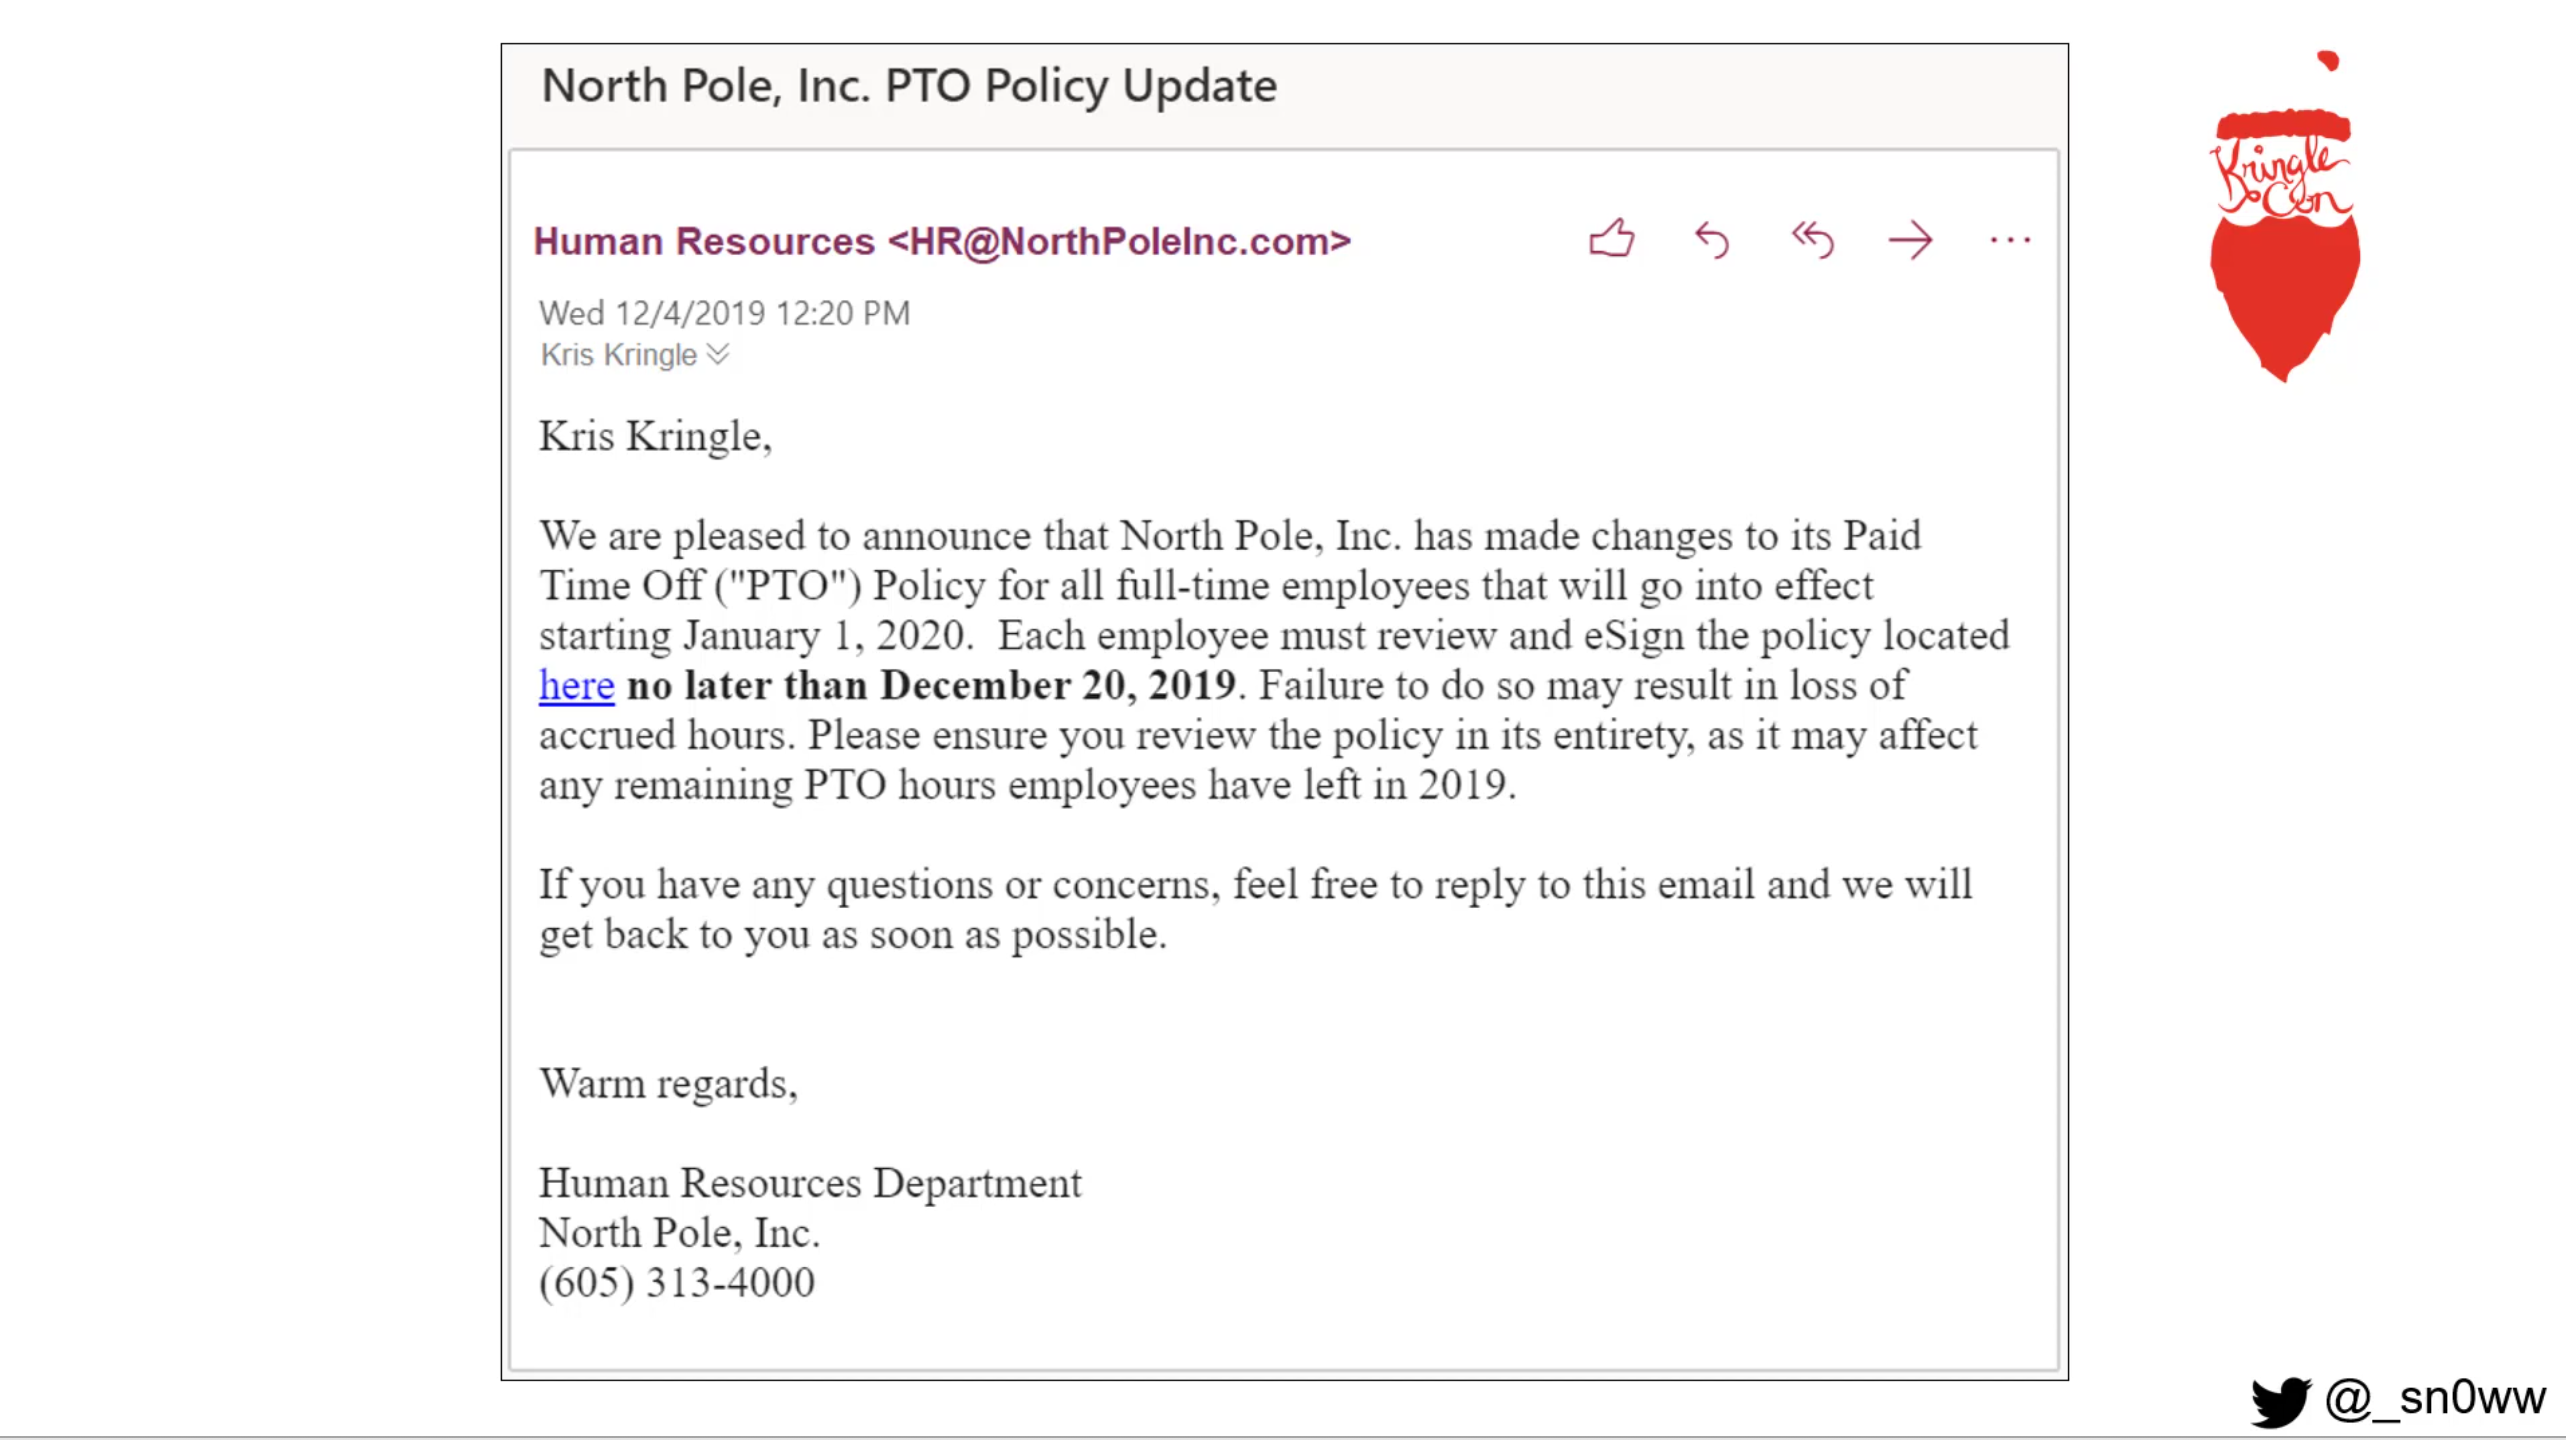 North Pole, Inc. PTO Policy Update
Kringle
Con
Human Resources <HR@NorthPoleInc.com>
Wed 12/4/2019 12:20 PM
Kris Kringle
Kris Kringle,
We are pleased to announce that North Pole, Inc. has made changes to its Paid
Time Off ("PTO") Policy for all full-time employees that will go into effect
starting January 1, 2020.  Each employee must review and eSign the policy located
here no later than December 20, 2019. Failure to do so may result in loss of
accrued hours. Please ensure you review the policy in its entirety, as it may affect
any remaining PTO hours employees have left in 2019.
If you have any questions or concerns, feel free to reply to this email and we will
get back to you as soon as possible.
Warm regards,
Human Resources Department
North Pole, Inc.
(605) 313-4000
@_sn0ww